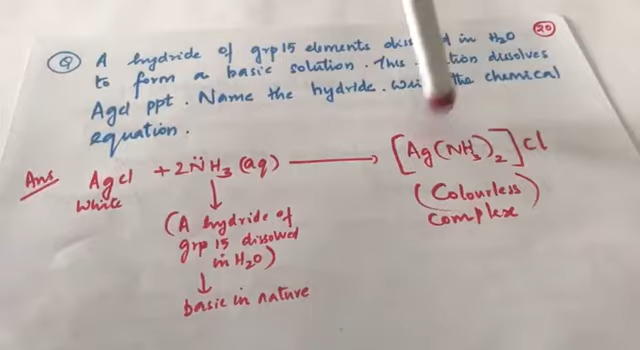 20
Q A hydride of grp 15 elements in H2O
to form a basic solution. This dissolves
Agcl ppt. Name the hydride. the chemical
equation.
Ans Agcl + 2NH3 (aq) → [Ag(NH3)2]Cl
White
(A hydride of
grp 15 dissolved
in H2O)
↓
basic in nature
(Colourless)
complex